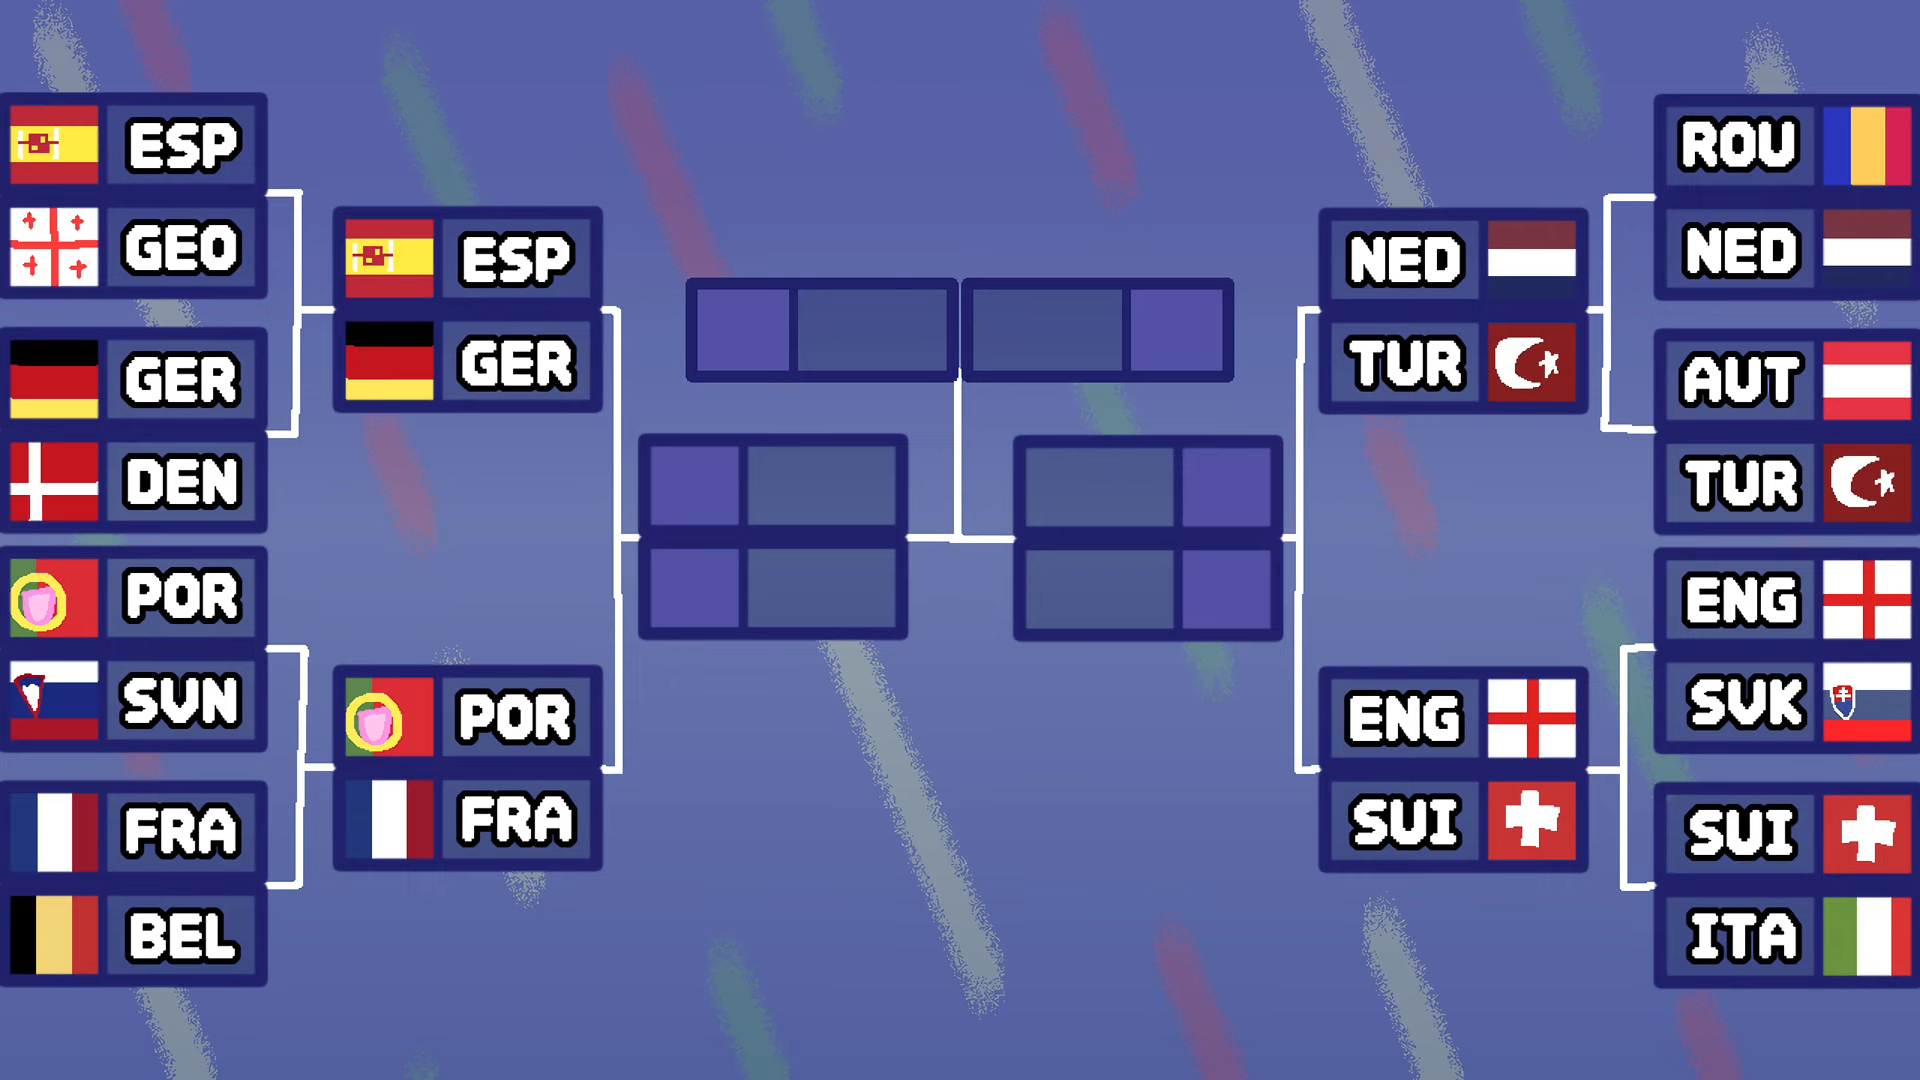 ESP
GEO
GER
DEN
POR
SVN
FRA
BEL
ESP
GER
POR
FRA
NED
TUR
ENG
SUI
ROU
NED
AUT
TUR
ENG
SVK
SUI
ITA